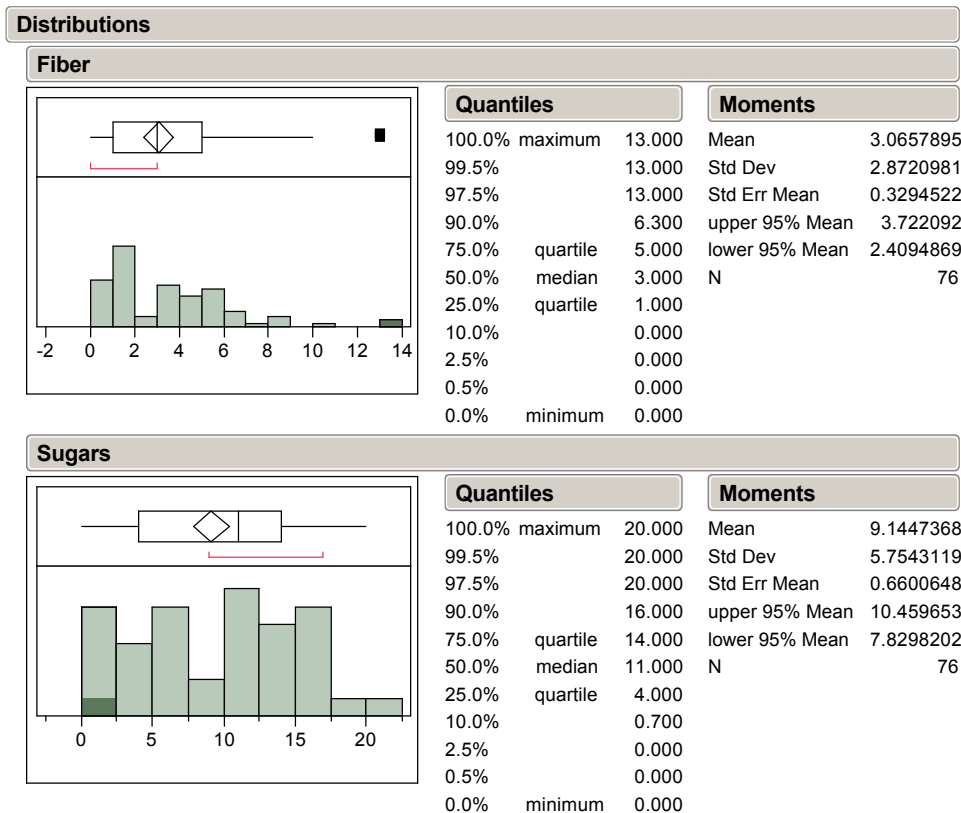 Distributions
Fiber
-2 0 2 4 6 8 10 12 14
Quantiles
100.0% maximum 13.000
99.5% 13.000
97.5% 13.000
90.0% 6.300
75.0% quartile 5.000
50.0% median 3.000
25.0% quartile 1.000
10.0% 0.000
2.5% 0.000
0.5% 0.000
0.0% minimum 0.000
Moments
Mean 3.0657895
Std Dev 2.8720981
Std Err Mean 0.3294522
upper 95% Mean 3.722092
lower 95% Mean 2.4094869
N 76
Sugars
0 5 10 15 20
Quantiles
100.0% maximum 20.000
99.5% 20.000
97.5% 20.000
90.0% 16.000
75.0% quartile 14.000
50.0% median 11.000
25.0% quartile 4.000
10.0% 0.700
2.5% 0.000
0.5% 0.000
0.0% minimum 0.000
Moments
Mean 9.1447368
Std Dev 5.7543119
Std Err Mean 0.6600648
upper 95% Mean 10.459653
lower 95% Mean 7.8298202
N 76